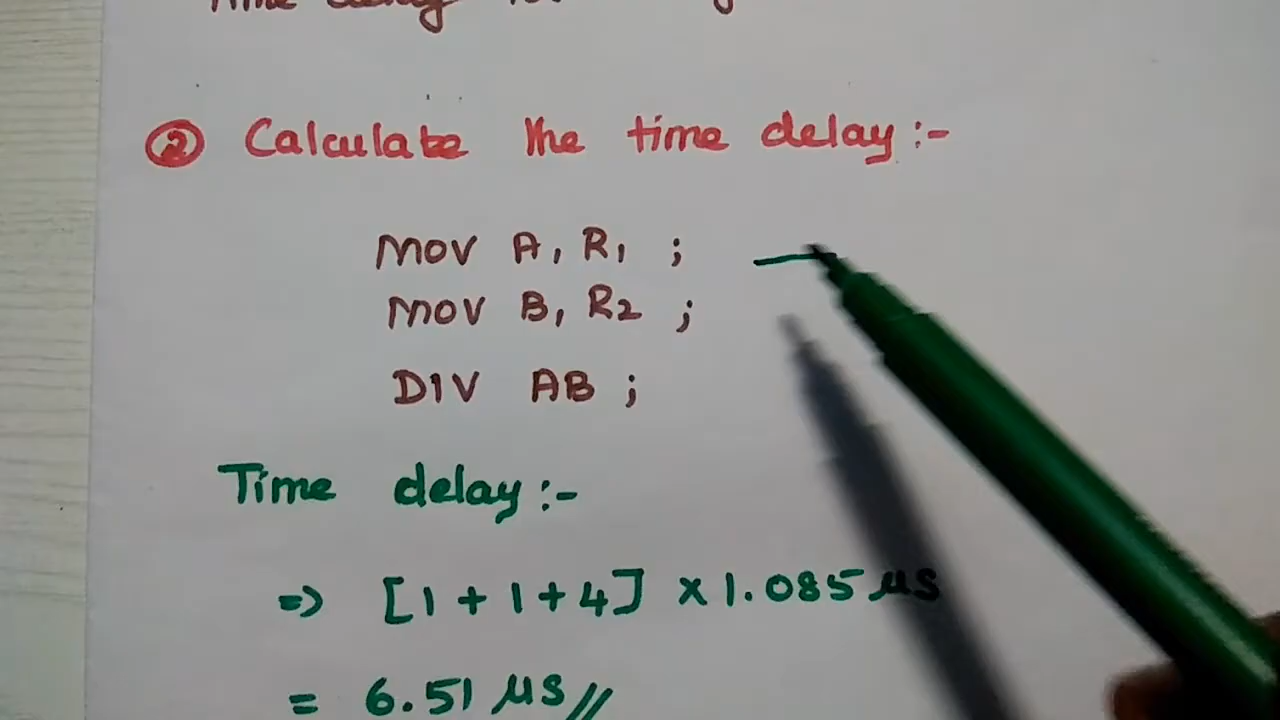 ② Calculate the time delay:-
MOV A, R1 ;
MOV B, R2 ;
DIV AB ;
Time delay:-
=> [1 + 1 + 4] × 1.085 µs
= 6.51 µs//